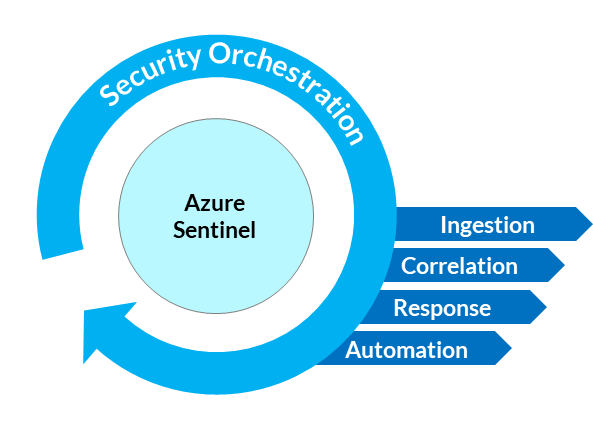 Security Orchestration
Azure
Sentinel
Ingestion
Correlation
Response
Automation